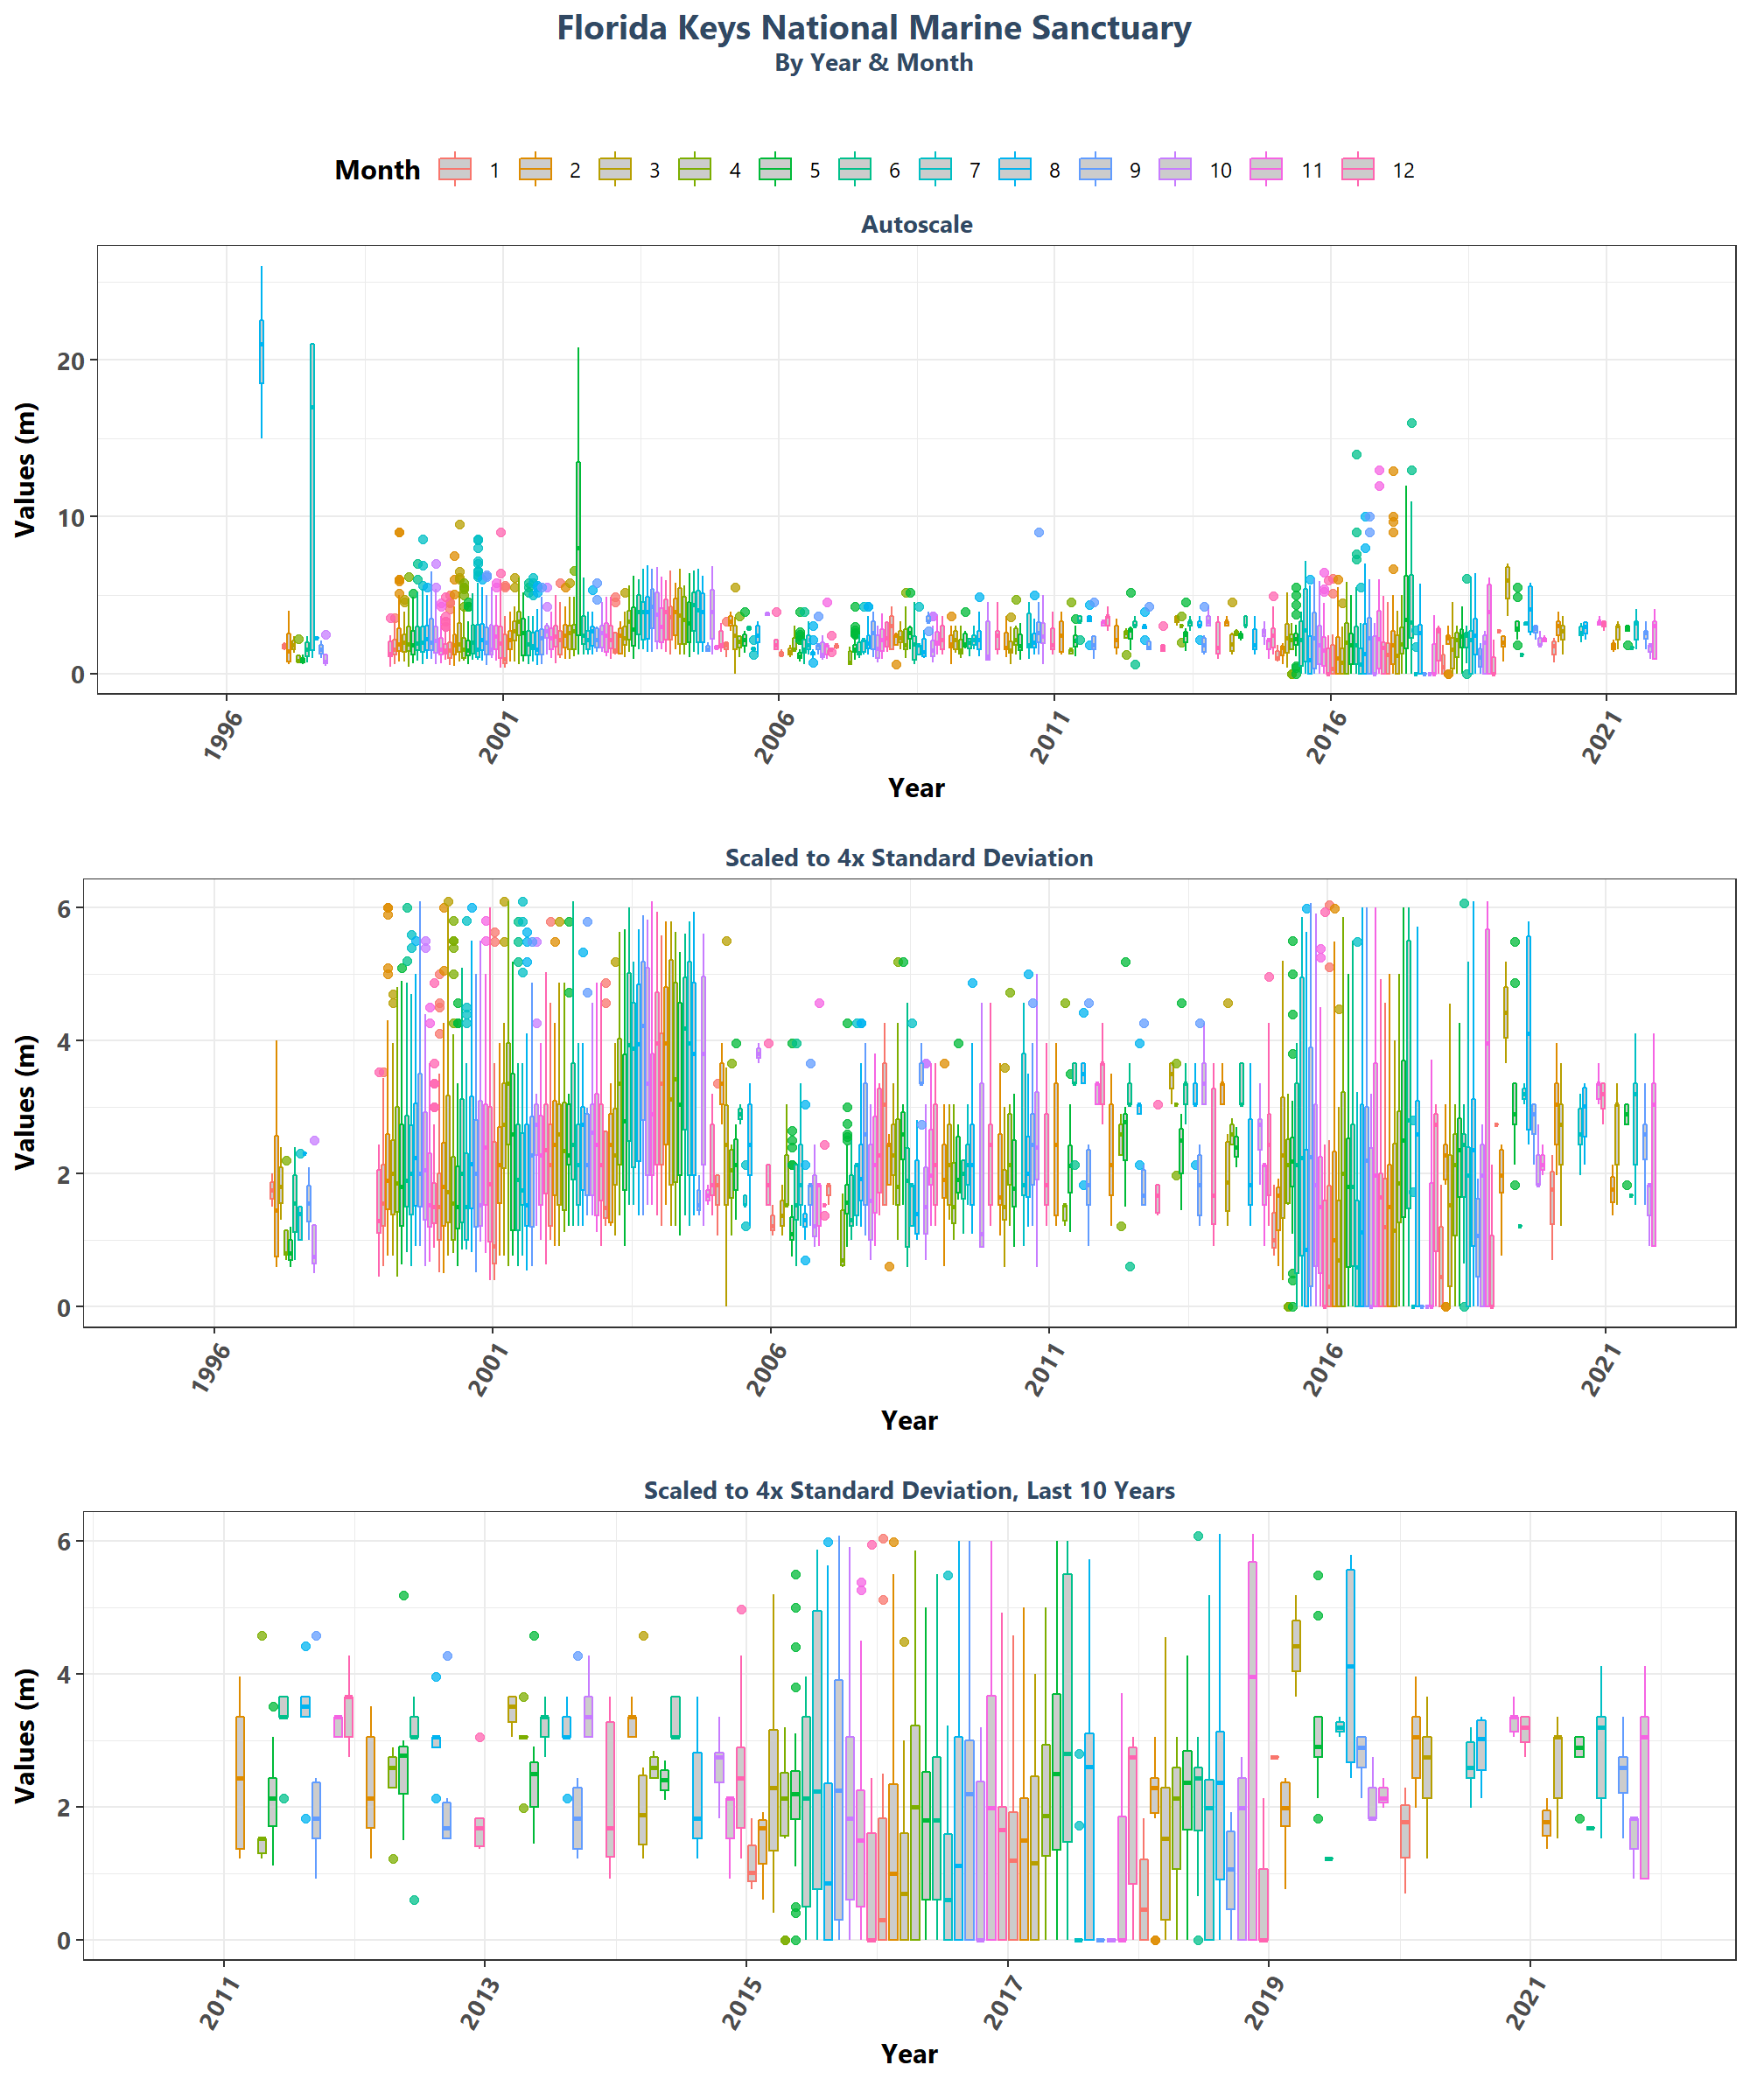 Florida Keys National Marine Sanctuary
By Year & Month
Month 1 2 3 4 5 6 7 8 9 10 11 12
Autoscale
Values (m)
20
10
0
1996 2001 2006 2011 2016 2021
Year
Scaled to 4x Standard Deviation
Values (m)
6
4
2
0
1996 2001 2006 2011 2016 2021
Year
Scaled to 4x Standard Deviation, Last 10 Years
Values (m)
6
4
2
0
2011 2013 2015 2017 2019 2021
Year